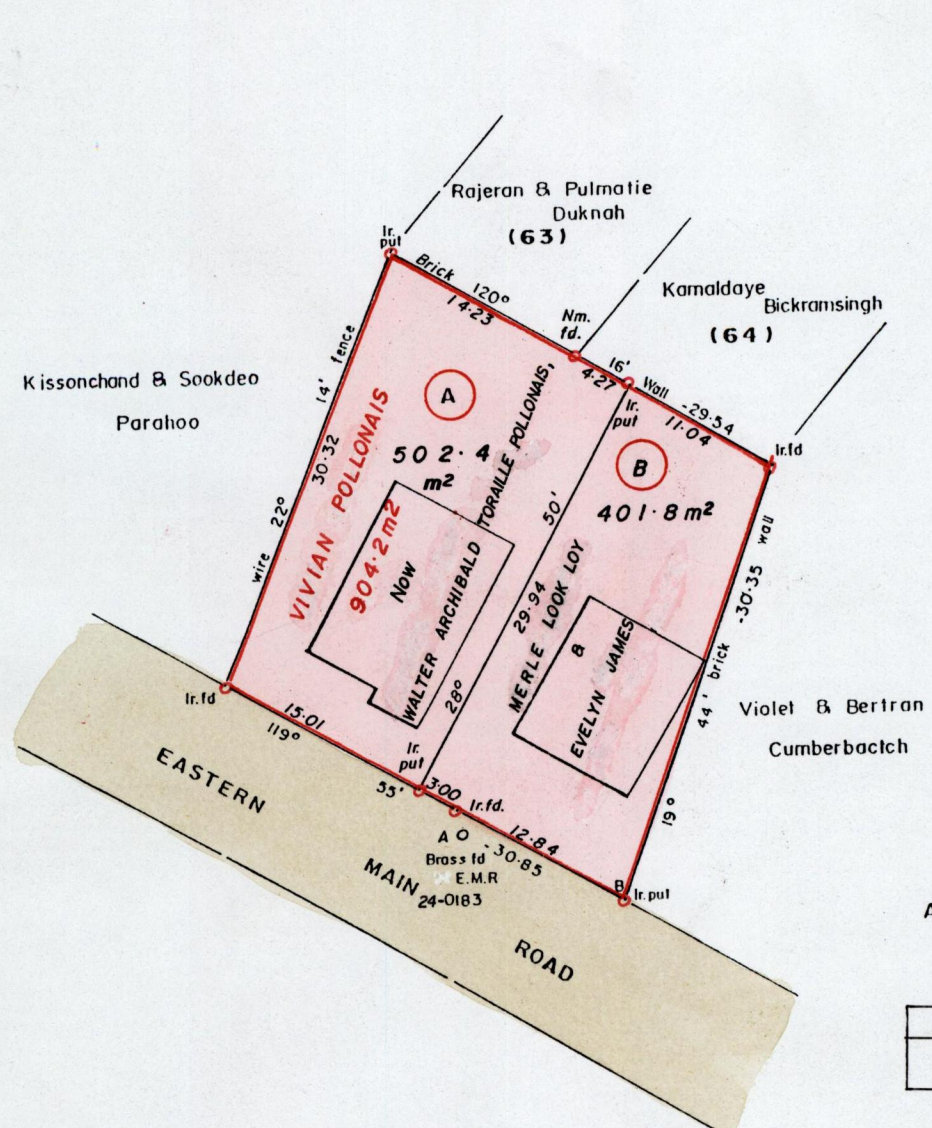 Rajeran & Pulmatie
Duknah
(63)
Ir.
put
Brick
120°
14·23
Kamaldaye
Bickramsingh
(64)
Nm.
fd.
16'
4·27
Wall
-29·54
11·04
Ir.
put
Ir.fd
Kissonchand & Sookdeo
Parahoo
wire 22° 14' fence
30·32
VIVIAN POLLONAIS
904·2 m2
A
502·4
m²
Now
WALTER ARCHIBALD TORAILLE POLLONAIS,
B
401·8 m²
50'
29·94
28°
MERLE LOOK LOY
&
EVELYN JAMES
wall
-30·35
brick
44'
19°
Violet & Bertran
Cumberbactch
Ir.fd
15·01
119°
55'
Ir.
put
3·00
Ir.fd.
12·84
-30·85
A
Brass fd
E.M.R
24-0183
B
Ir.put
EASTERN
MAIN
ROAD
A